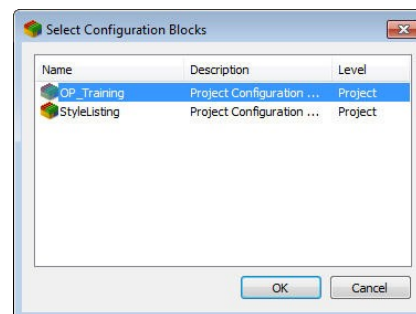 Select Configuration Blocks
Name Description Level
OP_Training Project Configuration ... Project
StyleListing Project Configuration ... Project
OK Cancel